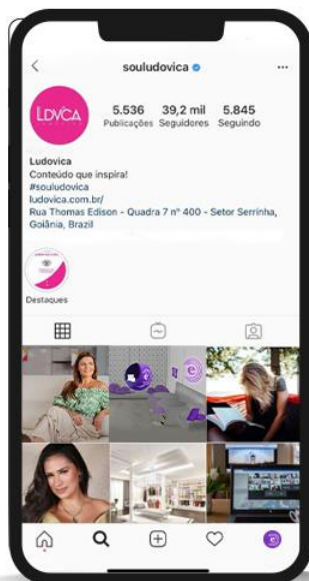 souludovica
LDVCA
5.536 39,2 mil 5.845
Publicações Seguidores Seguindo
Ludovica
Conteúdo que inspira!
#souludovica
ludovica.com.br/
Rua Thomas Edison - Quadra 7 nº 400 - Setor Serrinha,
Goiânia, Brazil
Destaques